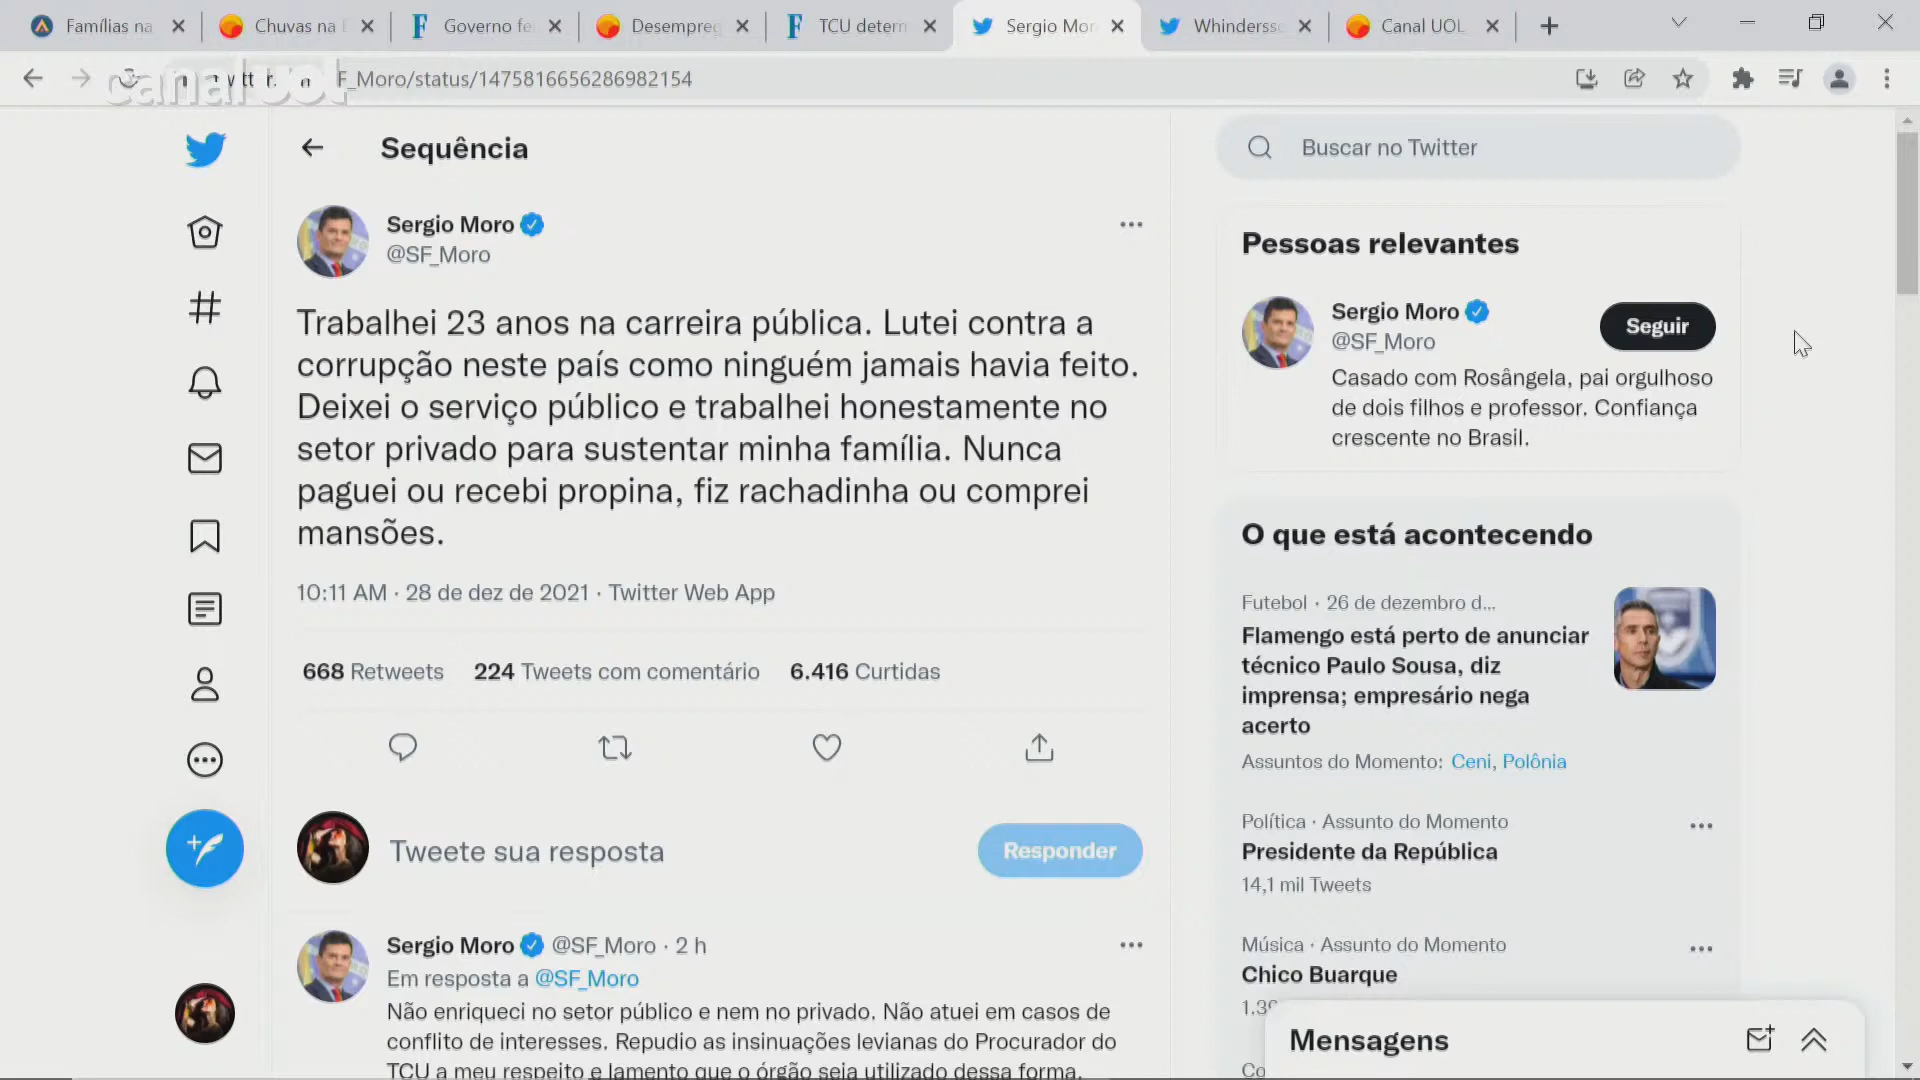 Famílias na
Chuvas na
Governo fe
Desempreg
TCU determ
Sergio Mor
Whinderss
Canal UOL
canal UOL
F_Moro/status/1475816656286982154
Sequência
Sergio Moro
@SF_Moro
Trabalhei 23 anos na carreira pública. Lutei contra a
corrupção neste país como ninguém jamais havia feito.
Deixei o serviço público e trabalhei honestamente no
setor privado para sustentar minha família. Nunca
paguei ou recebi propina, fiz rachadinha ou comprei
mansões.
10:11 AM · 28 de dez de 2021 · Twitter Web App
668 Retweets 224 Tweets com comentário 6.416 Curtidas
Tweete sua resposta
Responder
Sergio Moro @SF_Moro · 2 h
Em resposta a @SF_Moro
Não enriqueci no setor público e nem no privado. Não atuei em casos de
conflito de interesses. Repudio as insinuações levianas do Procurador do
TCU a meu respeito e lamento que o órgão seja utilizado dessa forma.
Buscar no Twitter
Pessoas relevantes
Sergio Moro
@SF_Moro
Seguir
Casado com Rosângela, pai orgulhoso
de dois filhos e professor. Confiança
crescente no Brasil.
O que está acontecendo
Futebol · 26 de dezembro d...
Flamengo está perto de anunciar
técnico Paulo Sousa, diz
imprensa; empresário nega
acerto
Assuntos do Momento: Ceni, Polônia
Política · Assunto do Momento
Presidente da República
14,1 mil Tweets
Música · Assunto do Momento
Chico Buarque
Mensagens